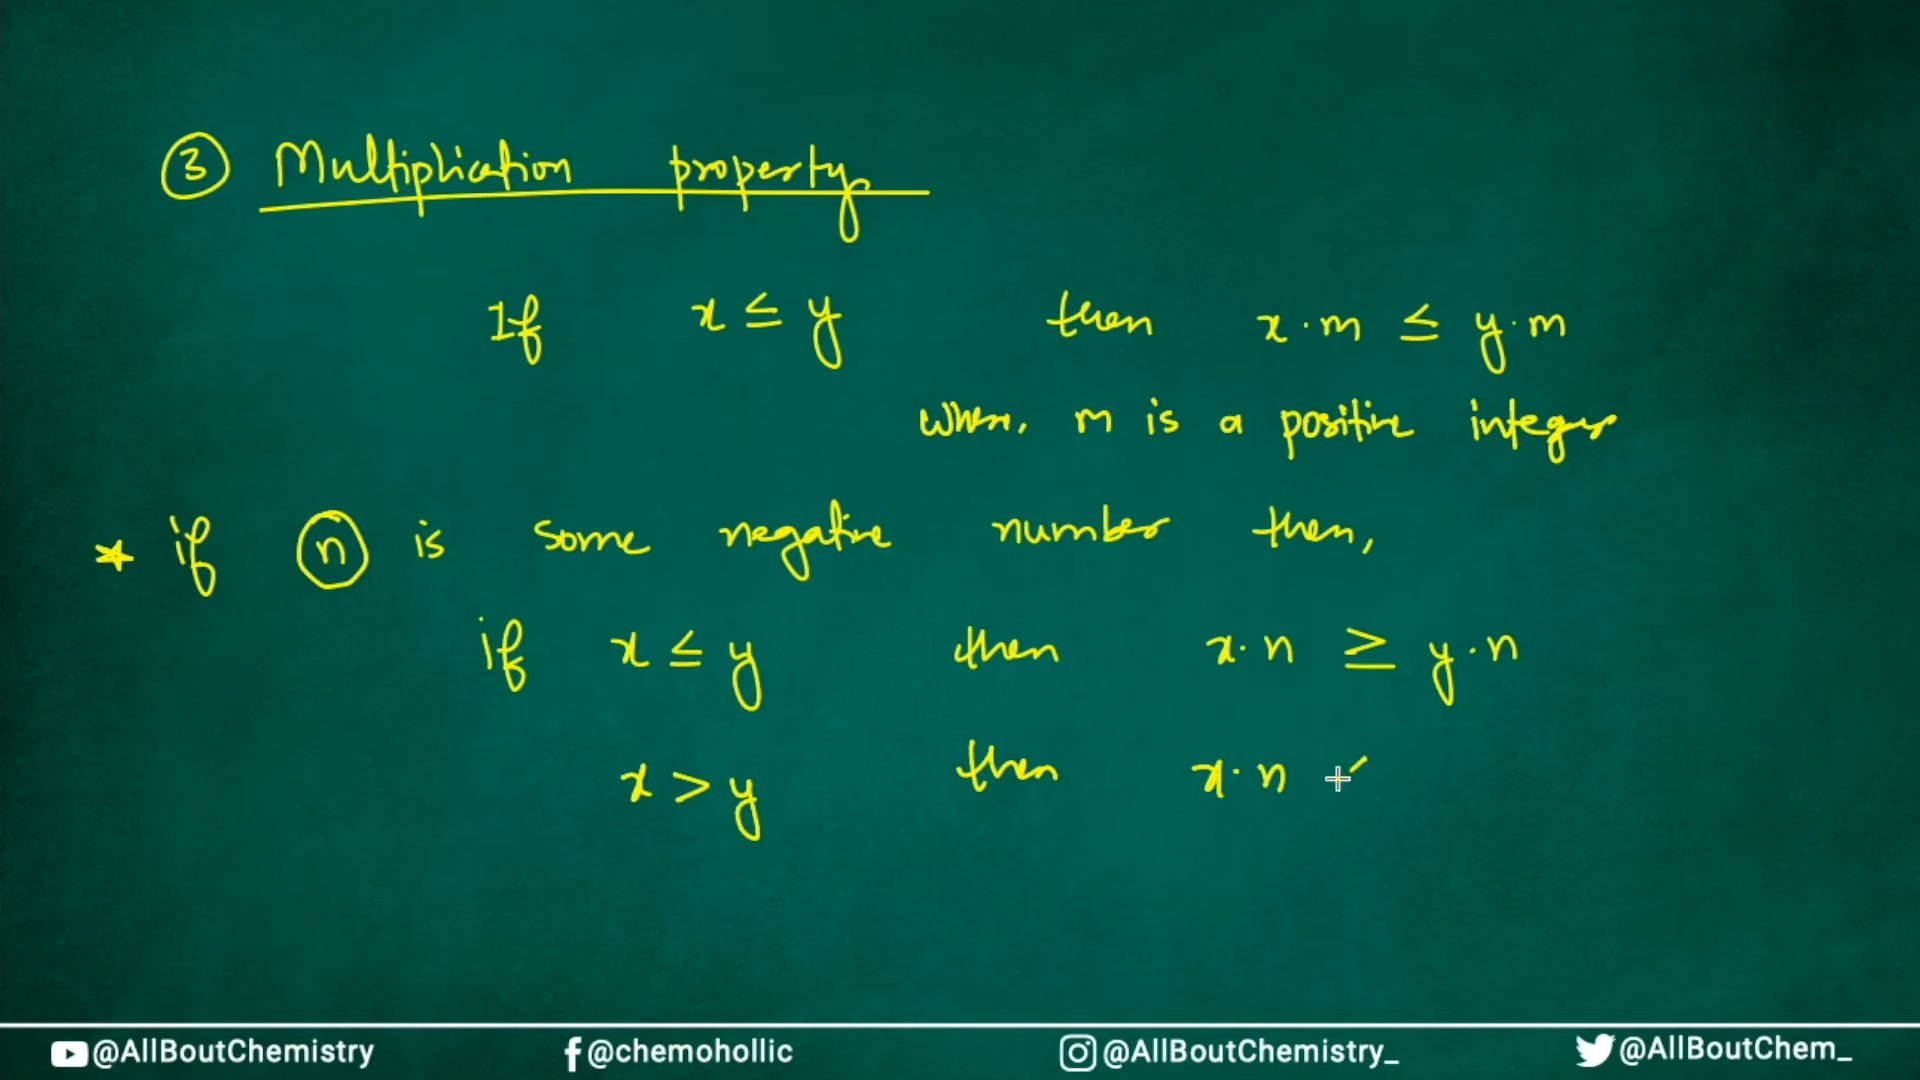 ③ Multiplication property
If x ≤ y then x · m ≤ y · m
when, m is a positive integer
* if n is some negative number then,
if x ≤ y then x · n ≥ y · n
x > y then x · n
@AllBoutChemistry @chemohollic @AllBoutChemistry_ @AllBoutChem_